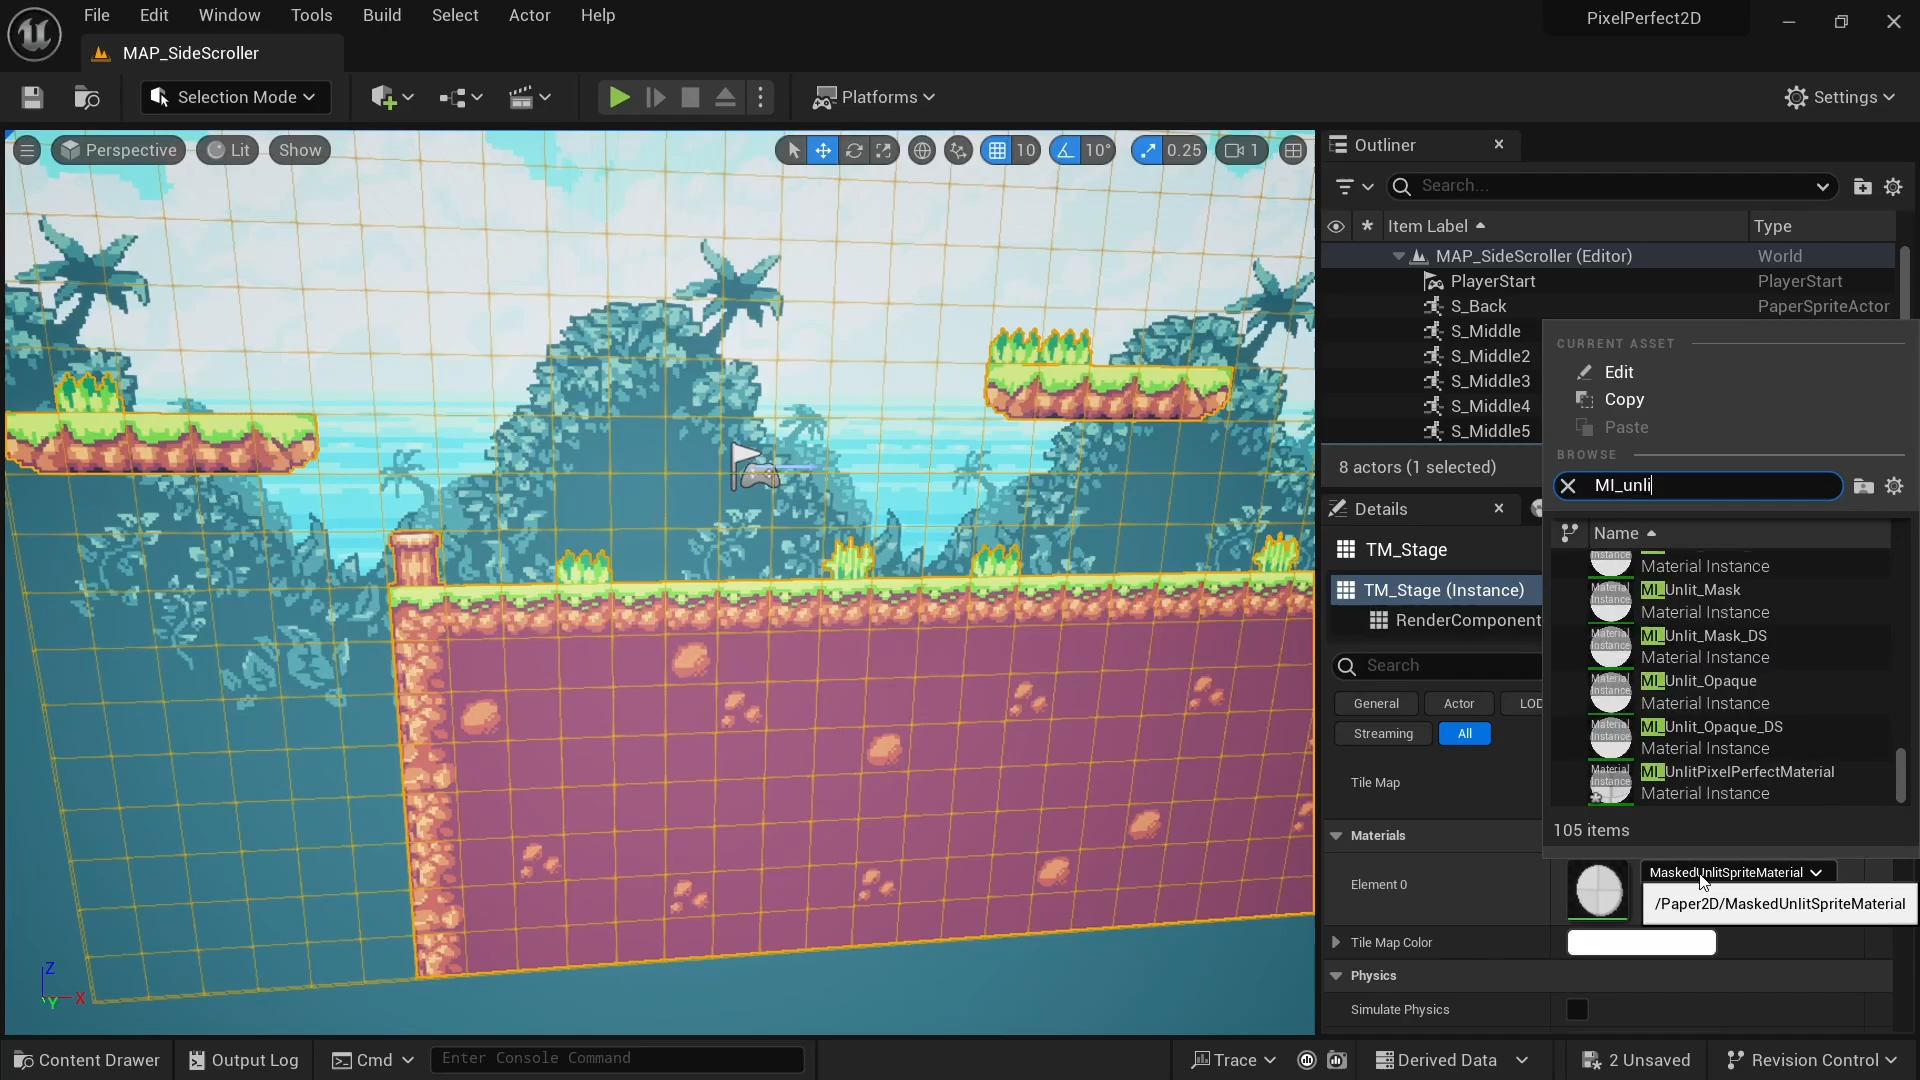 File Edit Window Tools Build Select Actor Help
PixelPerfect2D
MAP_SideScroller
Selection Mode
Platforms
Settings
Perspective Lit Show
10 10° 0.25 1
Outliner
Search...
* Item Label Type
MAP_SideScroller (Editor) World
PlayerStart PlayerStart
S_Back PaperSpriteActor
S_Middle
S_Middle2
S_Middle3
S_Middle4
S_Middle5
8 actors (1 selected)
CURRENT ASSET
Edit
Copy
Paste
BROWSE
MI_unli
Name
Material Instance
MI_Unlit_Mask
Material Instance
MI_Unlit_Mask_DS
Material Instance
MI_Unlit_Opaque
Material Instance
MI_Unlit_Opaque_DS
Material Instance
MI_UnlitPixelPerfectMaterial
Material Instance
105 items
Details
TM_Stage
TM_Stage (Instance)
RenderComponent
Search
General Actor LOD
Streaming All
Tile Map
Materials
Element 0
MaskedUnlitSpriteMaterial
/Paper2D/MaskedUnlitSpriteMaterial
Tile Map Color
Physics
Simulate Physics
Z
X
Y
Content Drawer Output Log Cmd Enter Console Command Trace Derived Data 2 Unsaved Revision Control